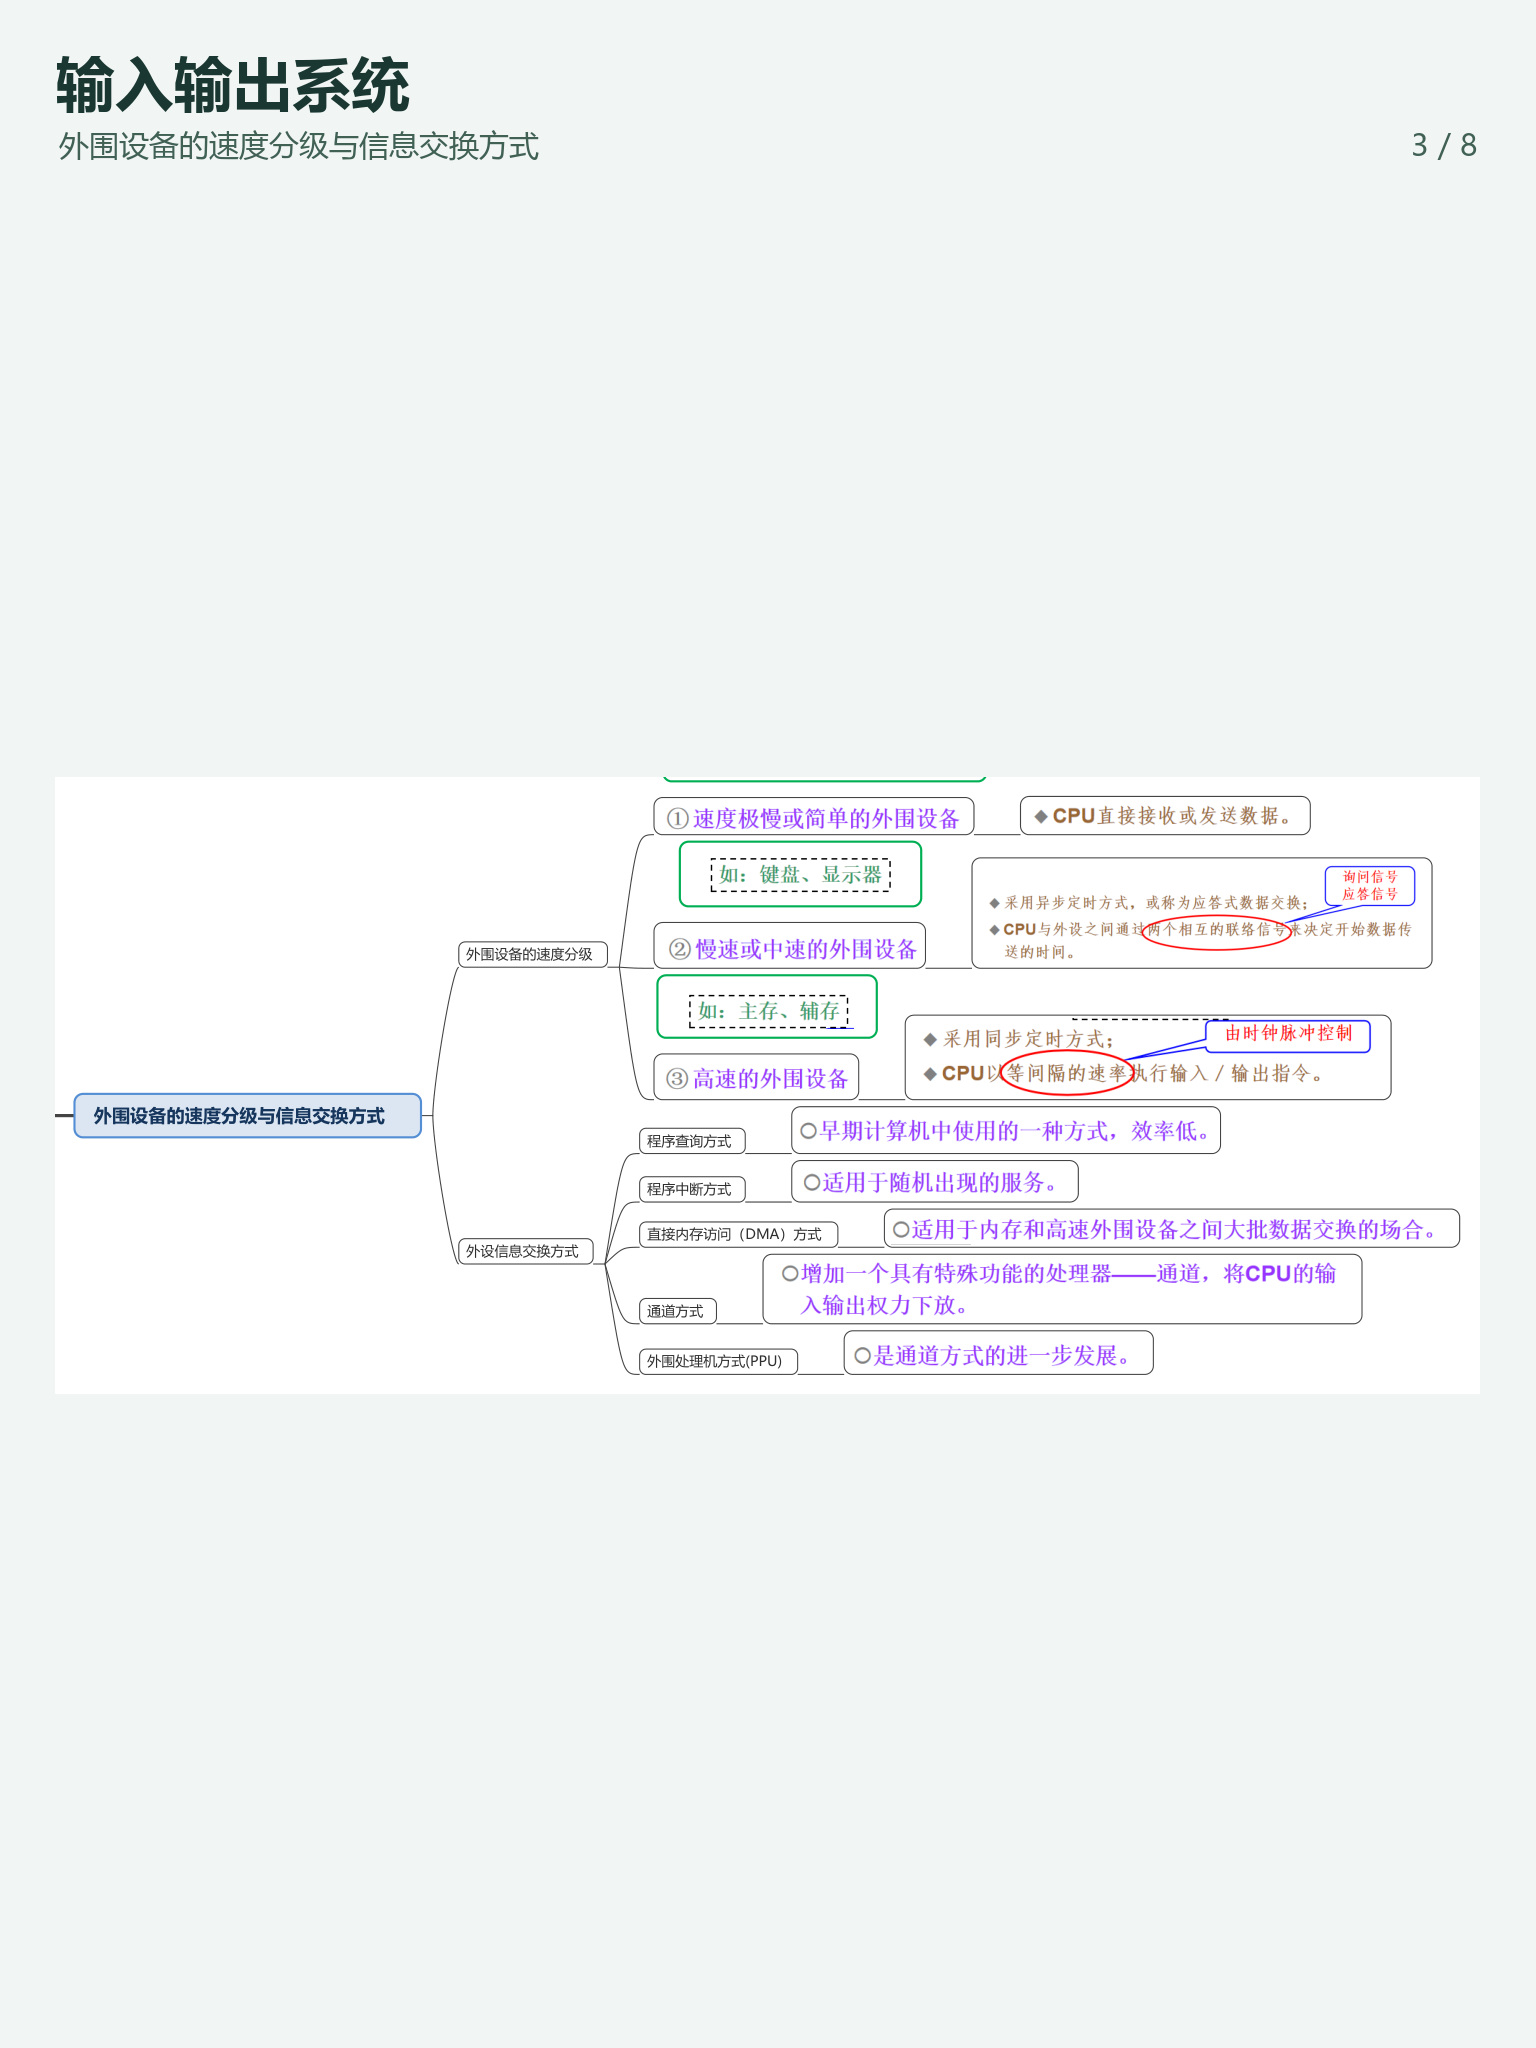 输入输出系统
外围设备的速度分级与信息交换方式
3 / 8
①速度极慢或简单的外围设备
◆CPU直接接收或发送数据。
如：键盘、显示器
询问信号
应答信号
◆采用异步定时方式，或称为应答式数据交换；
◆CPU与外设之间通过两个相互的联络信号来决定开始数据传
送的时间。
②慢速或中速的外围设备
外围设备的速度分级
如：主存、辅存
◆采用同步定时方式；
由时钟脉冲控制
◆CPU以等间隔的速率执行输入／输出指令。
③高速的外围设备
外围设备的速度分级与信息交换方式
程序查询方式
○早期计算机中使用的一种方式，效率低。
程序中断方式
○适用于随机出现的服务。
直接内存访问（DMA）方式
○适用于内存和高速外围设备之间大批数据交换的场合。
外设信息交换方式
通道方式
○增加一个具有特殊功能的处理器——通道，将CPU的输
入输出权力下放。
外围处理机方式(PPU)
○是通道方式的进一步发展。